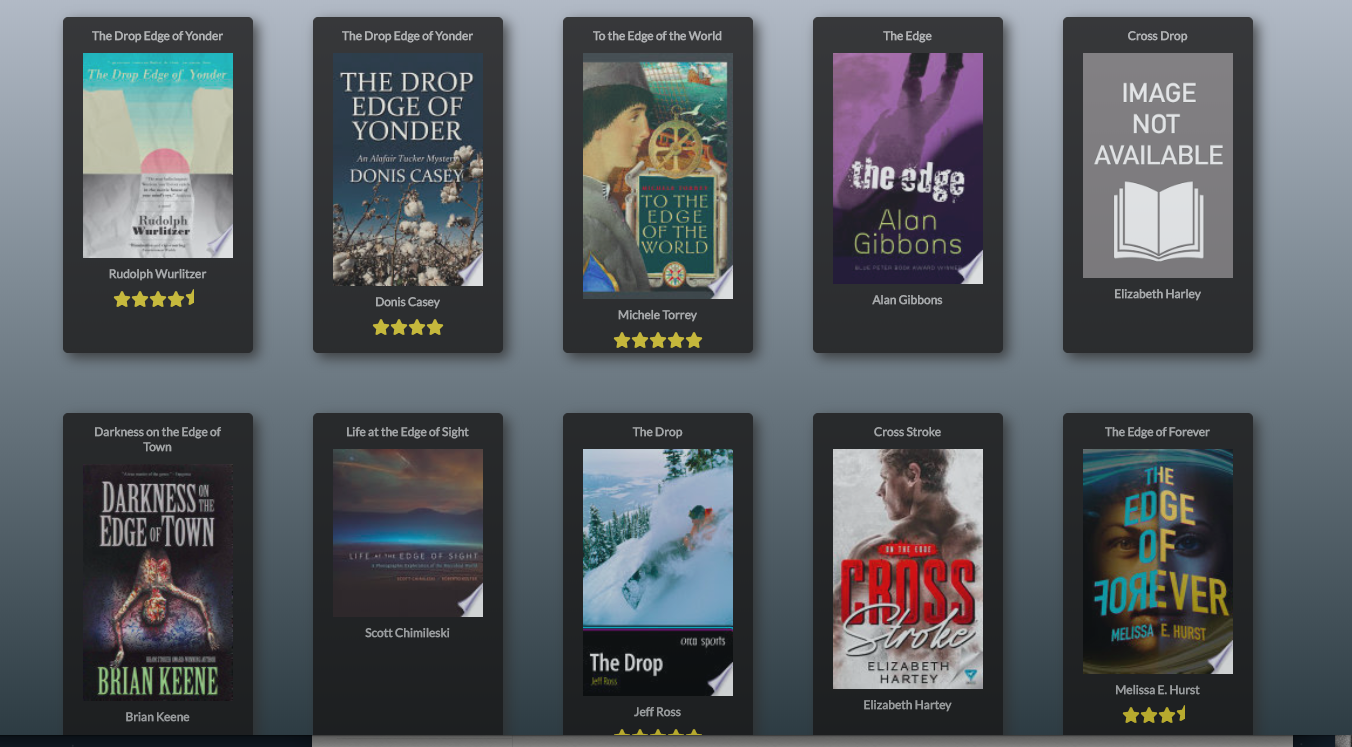 The Drop Edge of Yonder
The Drop Edge of Yonder
Rudolph
Wurlitzer
Rudolph Wurlitzer
The Drop Edge of Yonder
THE DROP
EDGE OF
YONDER
An Alafair Tucker Mystery
DONIS CASEY
Donis Casey
To the Edge of the World
TO THE
EDGE
OF THE
WORLD
Michele Torrey
The Edge
the edge
Alan
Gibbons
BLUE PETER BOOK AWARD WINNER
Alan Gibbons
Cross Drop
IMAGE
NOT
AVAILABLE
Elizabeth Harley
Darkness on the Edge of
Town
DARKNESS ON
THE
EDGE OF TOWN
BRIAN KEENE
Brian Keene
Life at the Edge of Sight
LIFE AT THE EDGE OF SIGHT
Scott Chimileski
The Drop
orca sports
The Drop
Jeff Ross
Jeff Ross
Cross Stroke
ON THE EDGE
CROSS
Stroke
ELIZABETH
HARTEY
Elizabeth Hartey
The Edge of Forever
THE
EDGE
OF
FOREVER
MELISSA E. HURST
Melissa E. Hurst